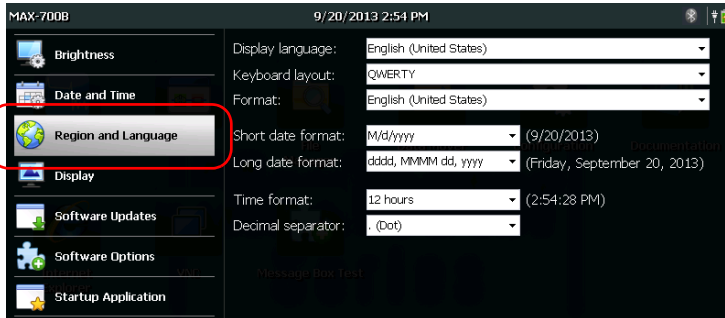 MAX-700B 9/20/2013 2:54 PM
Brightness
Date and Time
Region and Language
Display
Software Updates
Software Options
Startup Application
Display language: English (United States)
Keyboard layout: QWERTY
Format: English (United States)
Short date format: M/d/yyyy (9/20/2013)
Long date format: dddd, MMMM dd, yyyy (Friday, September 20, 2013)
Time format: 12 hours (2:54:28 PM)
Decimal separator: . (Dot)
Documentation
Internet
Explorer
VNC
Message Box Test